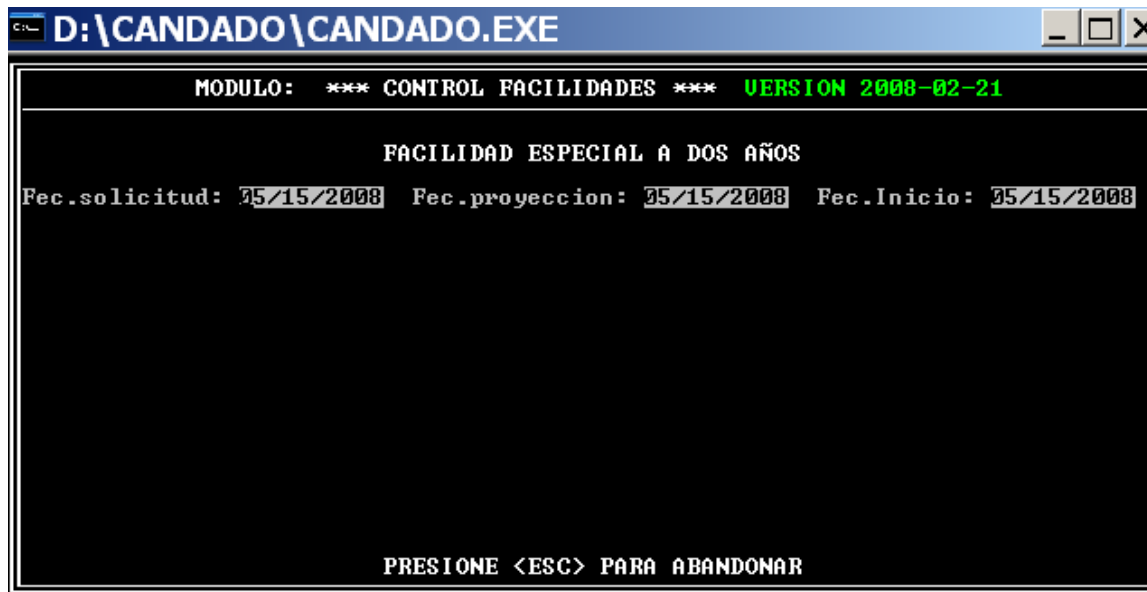 D:\CANDADO\CANDADO.EXE
MODULO: *** CONTROL FACILIDADES *** VERSION 2008-02-21
FACILIDAD ESPECIAL A DOS AÑOS
Fec.solicitud: 05/15/2008 Fec.proyeccion: 05/15/2008 Fec.Inicio: 05/15/2008
PRESIONE <ESC> PARA ABANDONAR